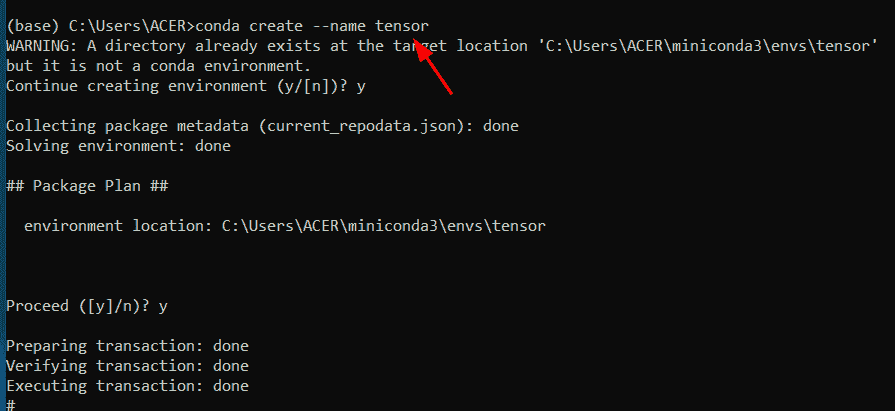 (base) C:\Users\ACER>conda create --name tensor
WARNING: A directory already exists at the target location 'C:\Users\ACER\miniconda3\envs\tensor'
but it is not a conda environment.
Continue creating environment (y/[n])? y
Collecting package metadata (current_repodata.json): done
Solving environment: done
## Package Plan ##
environment location: C:\Users\ACER\miniconda3\envs\tensor
Proceed ([y]/n)? y
Preparing transaction: done
Verifying transaction: done
Executing transaction: done
#